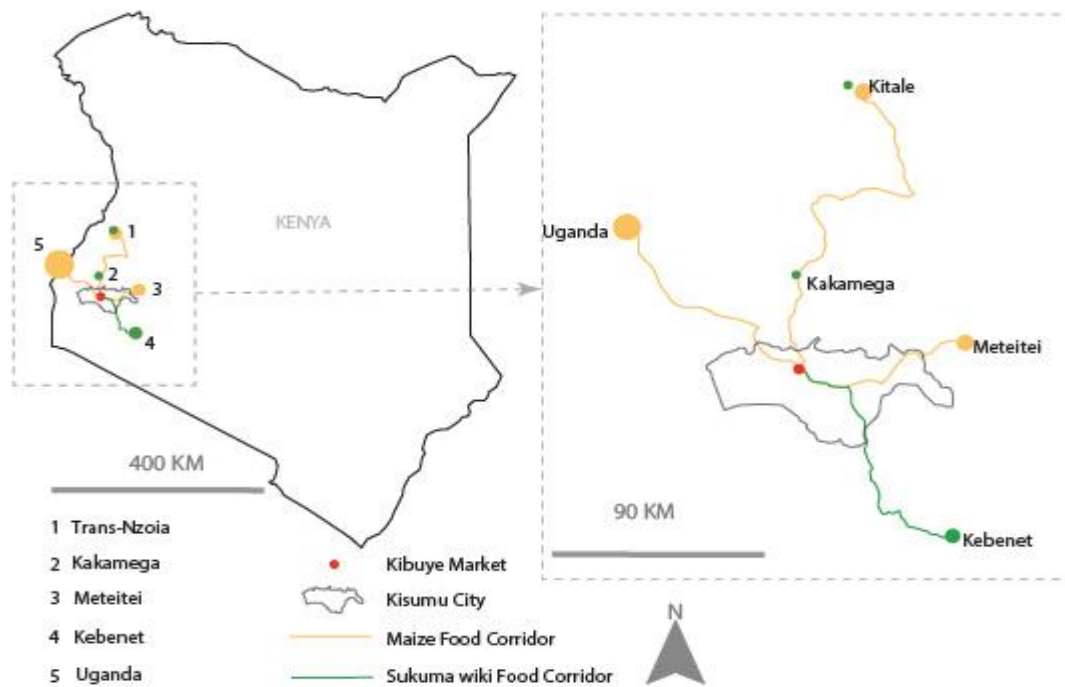 KENYA
1
2
3
4
5
400 KM
1 Trans-Nzoia
2 Kakamega
3 Meteitei
4 Kebenet
5 Uganda
Kibuye Market
Kisumu City
Maize Food Corridor
Sukuma wiki Food Corridor
N
Kitale
Uganda
Kakamega
Meteitei
90 KM
Kebenet